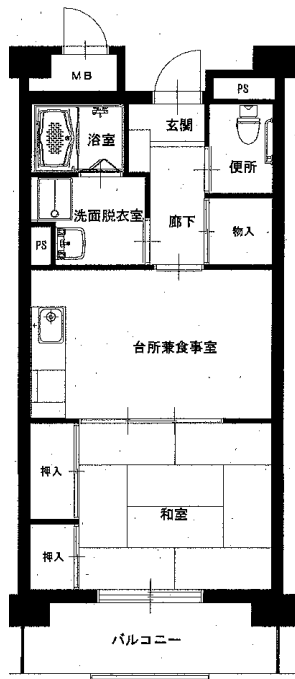 MB
PS
玄関
浴室
便所
洗面脱衣室
廊下
物入
PS
台所兼食事室
押入
和室
押入
バルコニー